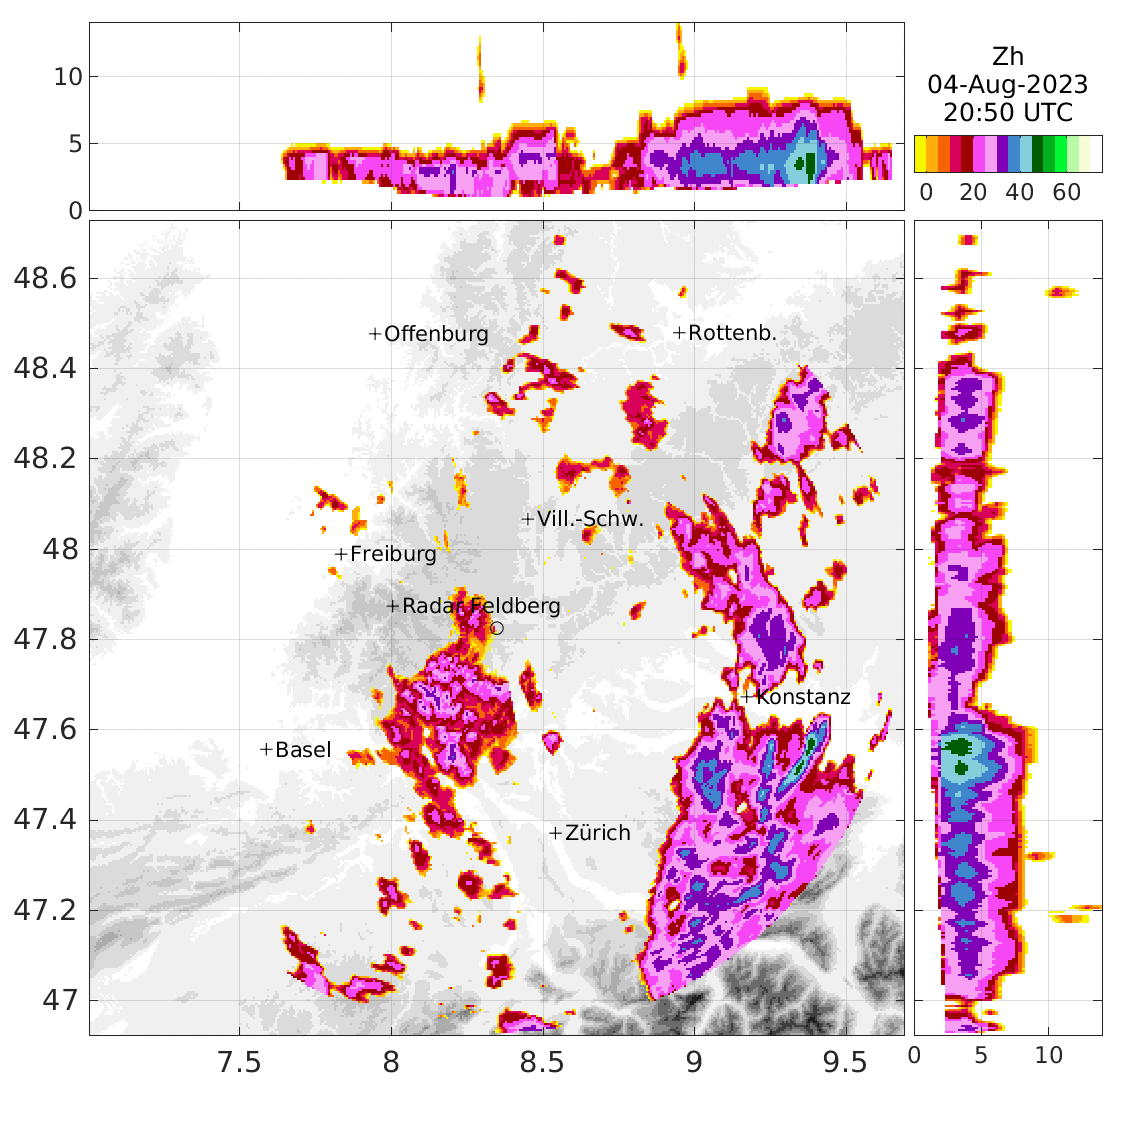 10
5
0
Zh
04-Aug-2023
20:50 UTC
0 20 40 60
48.6
48.4
48.2
48
47.8
47.6
47.4
47.2
47
+Offenburg
+Rottenb.
+Vill.-Schw.
+Freiburg
+Radar Feldberg
+Konstanz
+Basel
+Zürich
7.5 8 8.5 9 9.5
0 5 10